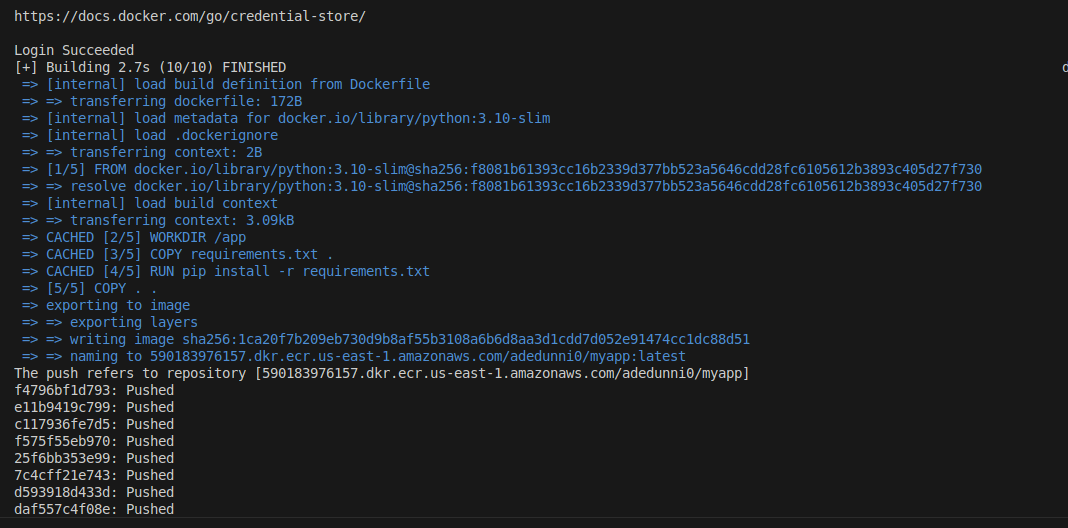 https://docs.docker.com/go/credential-store/
Login Succeeded
[+] Building 2.7s (10/10) FINISHED
=> [internal] load build definition from Dockerfile
=> => transferring dockerfile: 172B
=> [internal] load metadata for docker.io/library/python:3.10-slim
=> [internal] load .dockerignore
=> => transferring context: 2B
=> [1/5] FROM docker.io/library/python:3.10-slim@sha256:f8081b61393cc16b2339d377bb523a5646cdd28fc6105612b3893c405d27f730
=> => resolve docker.io/library/python:3.10-slim@sha256:f8081b61393cc16b2339d377bb523a5646cdd28fc6105612b3893c405d27f730
=> [internal] load build context
=> => transferring context: 3.09kB
=> CACHED [2/5] WORKDIR /app
=> CACHED [3/5] COPY requirements.txt .
=> CACHED [4/5] RUN pip install -r requirements.txt
=> [5/5] COPY . .
=> exporting to image
=> => exporting layers
=> => writing image sha256:1ca20f7b209eb730d9b8af55b3108a6b6d8aa3d1cdd7d052e91474cc1dc88d51
=> => naming to 590183976157.dkr.ecr.us-east-1.amazonaws.com/adedunni0/myapp:latest
The push refers to repository [590183976157.dkr.ecr.us-east-1.amazonaws.com/adedunni0/myapp]
f4796bf1d793: Pushed
e11b9419c799: Pushed
c117936fe7d5: Pushed
f575f55eb970: Pushed
25f6bb353e99: Pushed
7c4cff21e743: Pushed
d593918d433d: Pushed
daf557c4f08e: Pushed